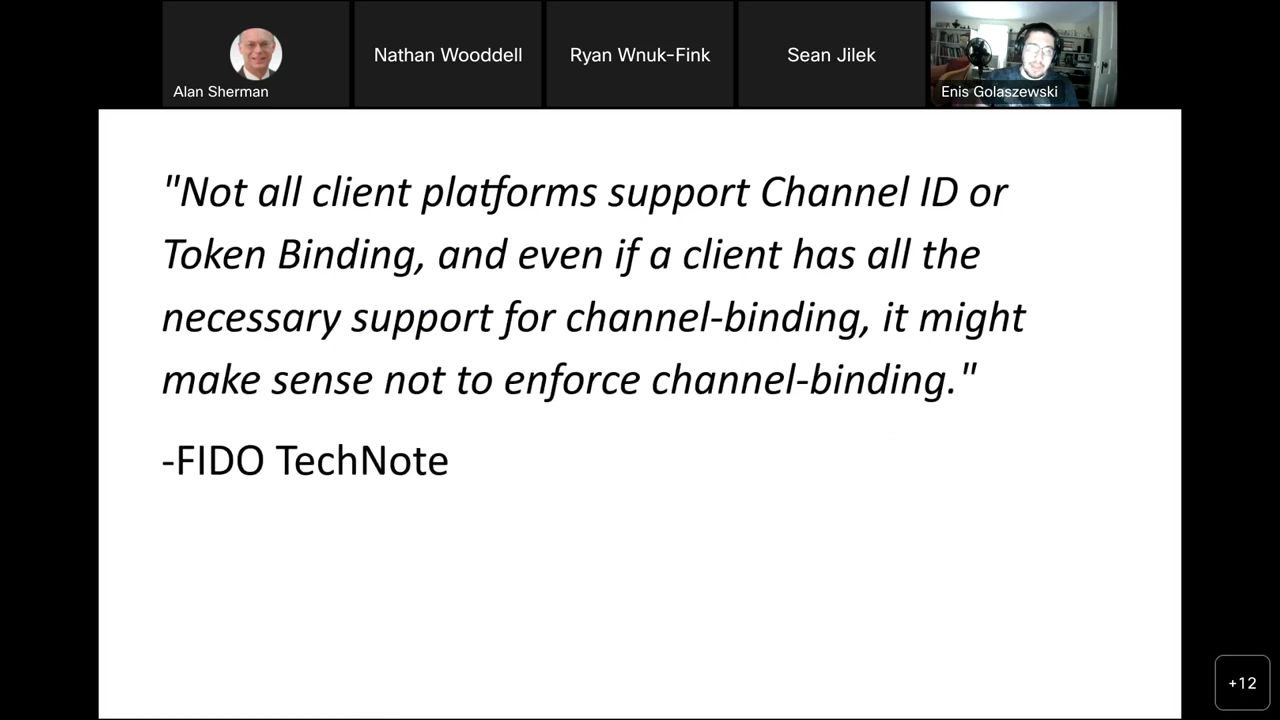 Alan Sherman
Nathan Wooddell
Ryan Wnuk-Fink
Sean Jilek
Enis Golaszewski
"Not all client platforms support Channel ID or
Token Binding, and even if a client has all the
necessary support for channel-binding, it might
make sense not to enforce channel-binding."
-FIDO TechNote
+12